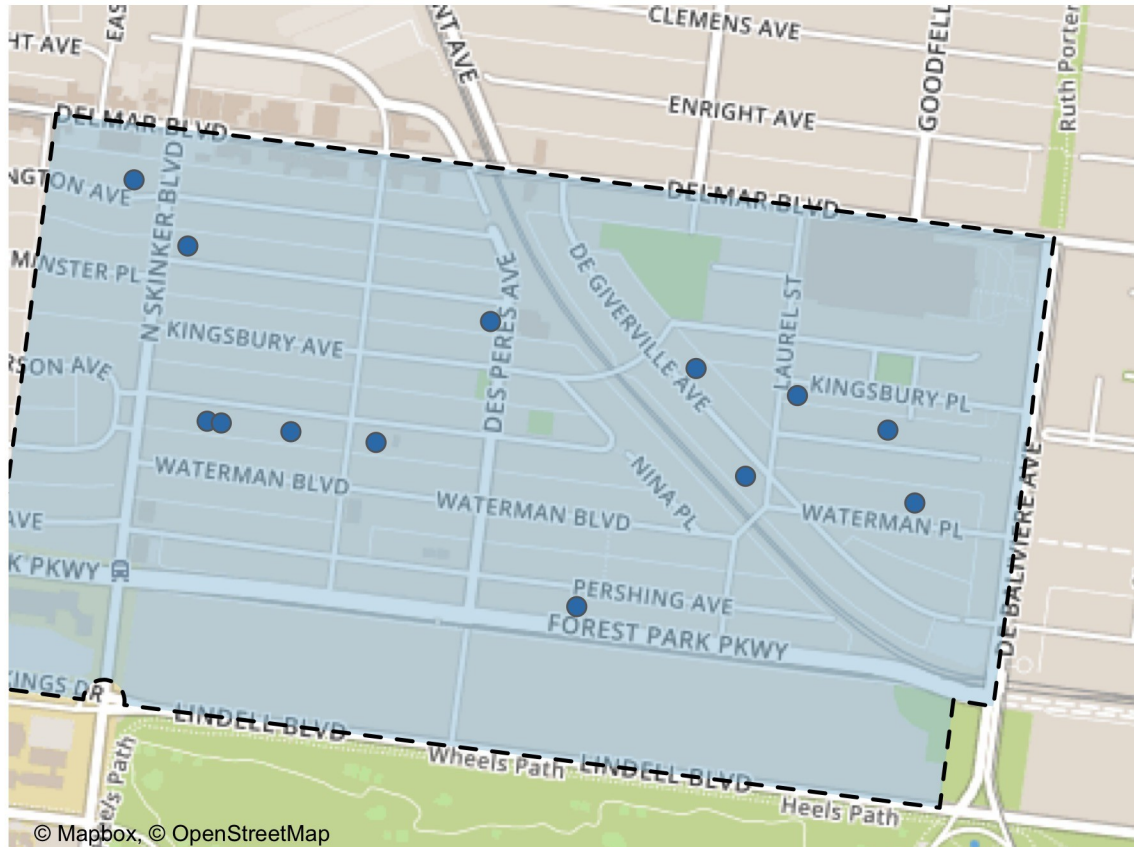 CLEMENS AVE
HT AVE
EAS
NT AVE
GOODFELL
Ruth Porter
ENRIGHT AVE
DELMAR BLVD
NGTON AVE
N SKINKER BLVD
DELMAR BLVD
MINSTER PL
DES PERES AVE
DE GIVERVILLE AVE
LAUREL ST
KINGSBURY AVE
RSON AVE
KINGSBURY PL
WATERMAN BLVD
WATERMAN BLVD
NINA PL
WATERMAN PL
DE BALIVIERE AVE
AVE
K PKWY
PERSHING AVE
FOREST PARK PKWY
KINGS DR
LINDELL BLVD
Wheels Path
LINDELL BLVD
Heels Path
els Path
© Mapbox, © OpenStreetMap